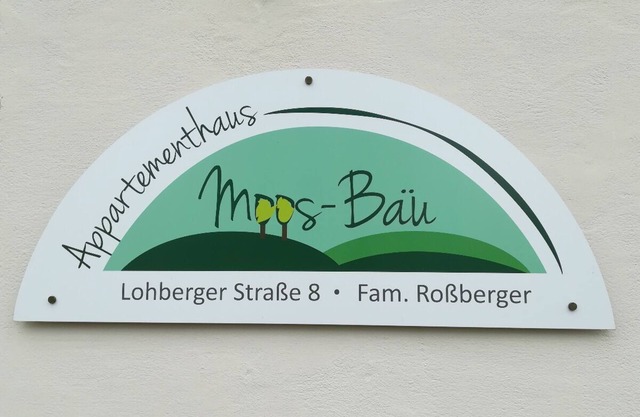 Appartementhaus
Moos-Bäu
Lohberger Straße 8 • Fam. Roßberger